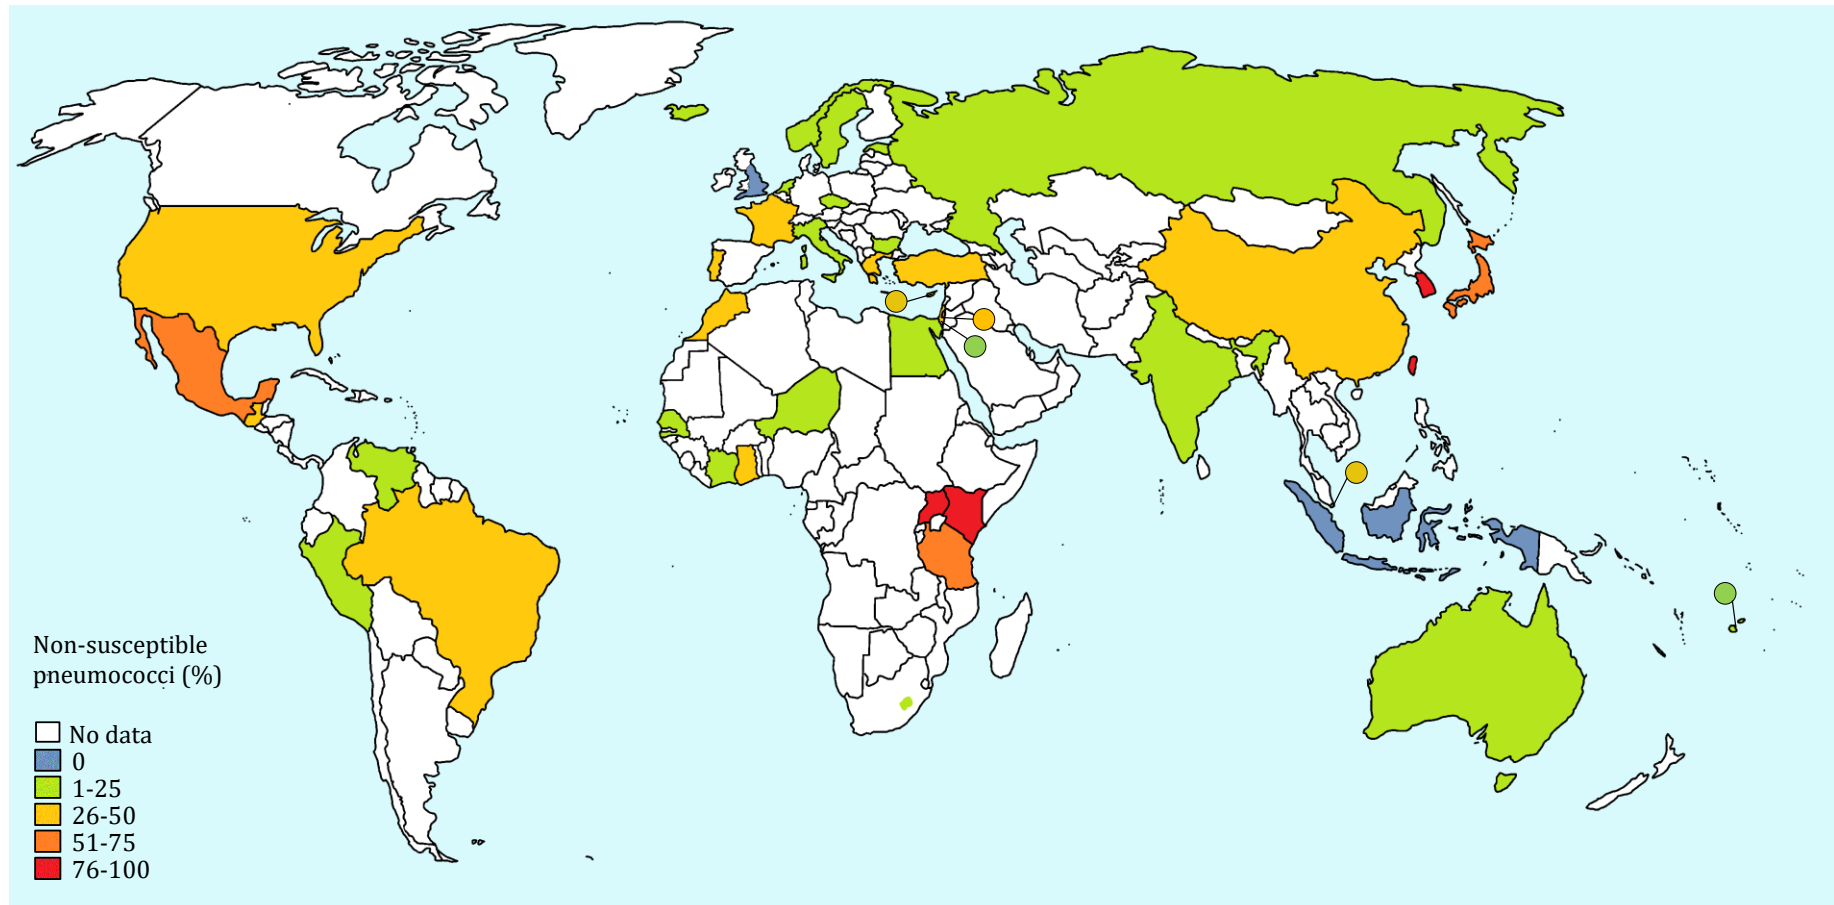 Non-susceptible
pneumococci (%)
No data
0
1-25
26-50
51-75
76-100